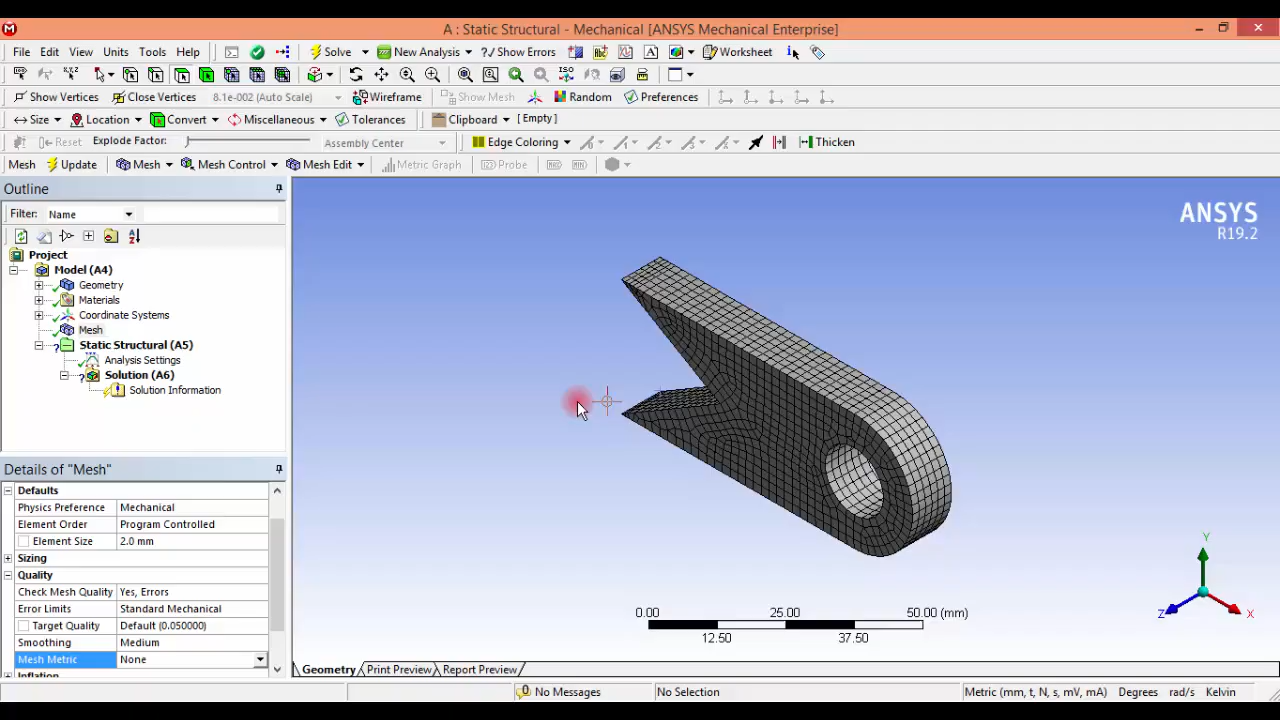 A : Static Structural - Mechanical [ANSYS Mechanical Enterprise]
File Edit View Units Tools Help Solve New Analysis Show Errors Worksheet
Show Vertices Close Vertices 8.1e-002 (Auto Scale) Wireframe Show Mesh Random Preferences
Size Location Convert Miscellaneous Tolerances Clipboard [Empty]
Reset Explode Factor: Assembly Center Edge Coloring Thicken
Mesh Update Mesh Mesh Control Mesh Edit Metric Graph Probe
Outline
Filter: Name
Project
Model (A4)
Geometry
Materials
Coordinate Systems
Mesh
Static Structural (A5)
Analysis Settings
Solution (A6)
Solution Information
Details of "Mesh"
Defaults
Physics Preference Mechanical
Element Order Program Controlled
Element Size 2.0 mm
Sizing
Quality
Check Mesh Quality Yes, Errors
Error Limits Standard Mechanical
Target Quality Default (0.050000)
Smoothing Medium
Mesh Metric None
Inflation
ANSYS
R19.2
Y
Z X
0.00 25.00 50.00 (mm)
12.50 37.50
Geometry Print Preview Report Preview
No Messages No Selection Metric (mm, t, N, s, mV, mA) Degrees rad/s Kelvin